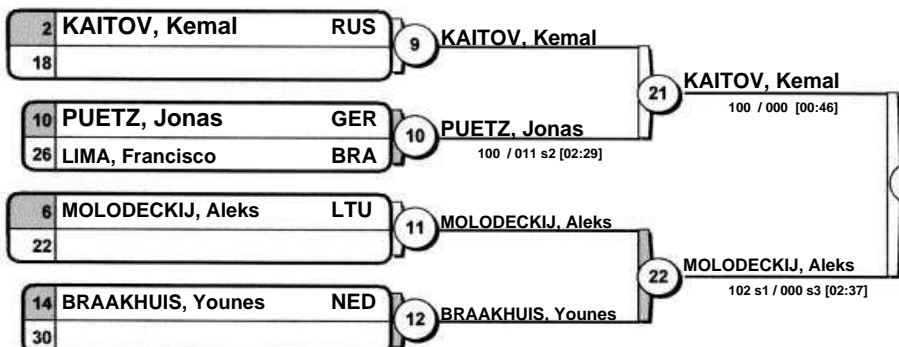 2 KAITOV, Kemal RUS
18
9
KAITOV, Kemal
10 PUETZ, Jonas GER
26 LIMA, Francisco BRA
10
PUETZ, Jonas
100 / 011 s2 [02:29]
21
KAITOV, Kemal
100 / 000 [00:46]
6 MOLODECKIJ, Aleks LTU
22
11
MOLODECKIJ, Aleks
14 BRAAKHUIS, Younes NED
30
12
BRAAKHUIS, Younes
22
MOLODECKIJ, Aleks
102 s1 / 000 s3 [02:37]